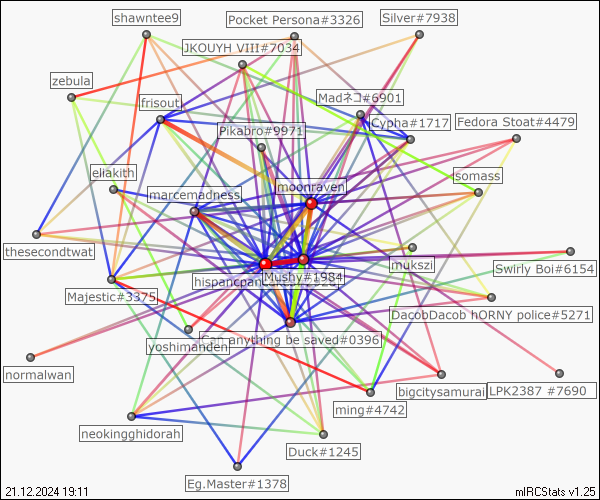 shawntee9
Pocket Persona#3326
Silver#7938
JKOUYH VIII#7034
zebula
frisout
Madネコ#6901
Pikabro#9971
Cypha#1717
Fedora Stoat#4479
eliakith
marcemadness
moonraven
somass
thesecondtwat
Mushy#1984
mukszi
Swirly Boi#6154
Majestic#3375
DacobDacob hORNY police#5271
yoshimanden
Can anything be saved#0396
normalwan
bigcitysamurai
LPK2387 #7690
ming#4742
neokingghidorah
Duck#1245
Eg.Master#1378
21.12.2024 19:11
mIRCStats v1.25